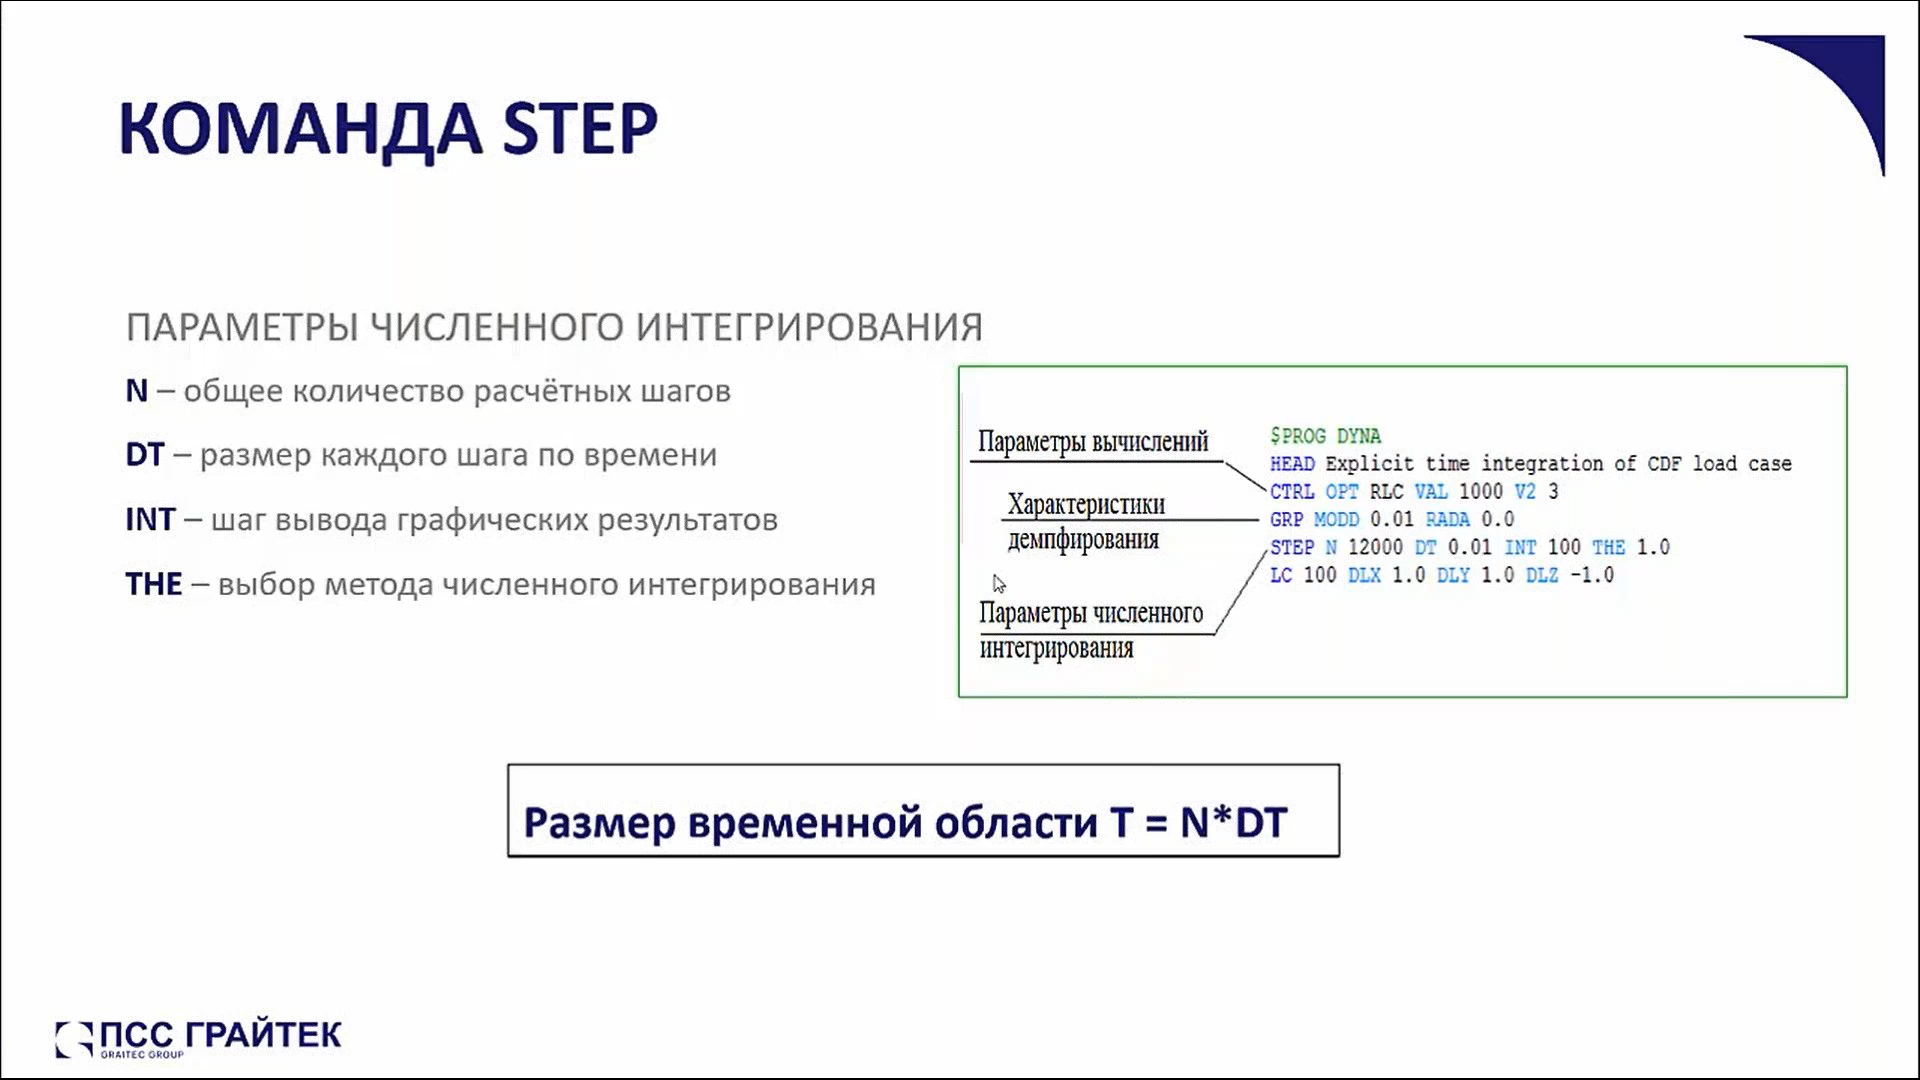 КОМАНДА STEP
ПАРАМЕТРЫ ЧИСЛЕННОГО ИНТЕГРИРОВАНИЯ
N – общее количество расчётных шагов
DT – размер каждого шага по времени
INT – шаг вывода графических результатов
THE – выбор метода численного интегрирования
Параметры вычислений
Характеристики
демпфирования
Параметры численного
интегрирования
$PROG DYNA
HEAD Explicit time integration of CDF load case
CTRL OPT RLC VAL 1000 V2 3
GRP MODD 0.01 RADA 0.0
STEP N 12000 DT 0.01 INT 100 THE 1.0
LC 100 DLX 1.0 DLY 1.0 DLZ -1.0
Размер временной области T = N*DT
ПСС ГРАЙТЕК
GRAITEC GROUP